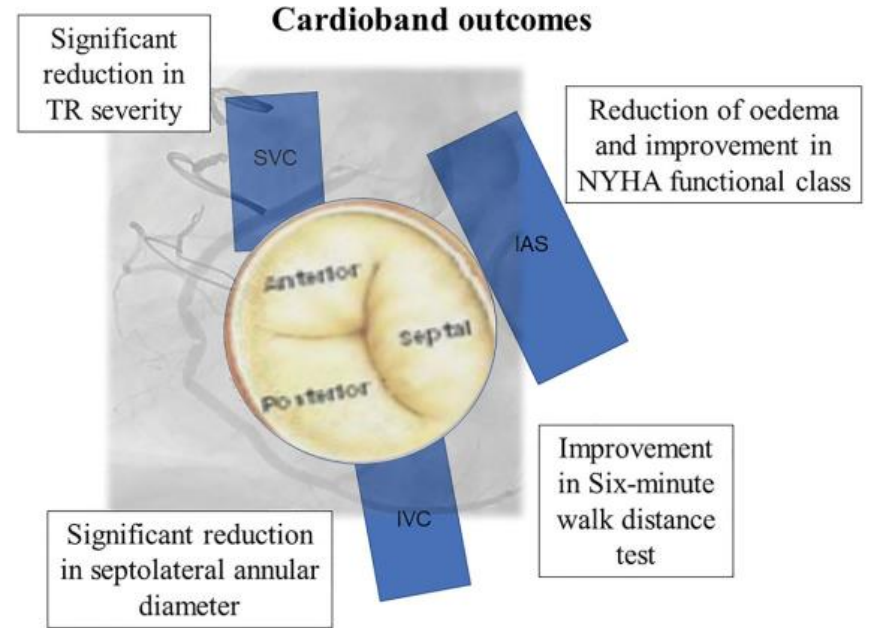 Cardioband outcomes
Significant
reduction in
TR severity
Reduction of oedema
and improvement in
NYHA functional class
SVC
IAS
Anterior
Septal
Posterior
IVC
Improvement
in Six-minute
walk distance
test
Significant reduction
in septolateral annular
diameter